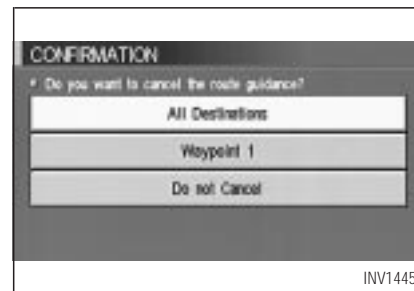 CONFIRMATION
* Do you want to cancel the route guidance?
All Destinations
Waypoint 1
Do not Cancel
INV1445